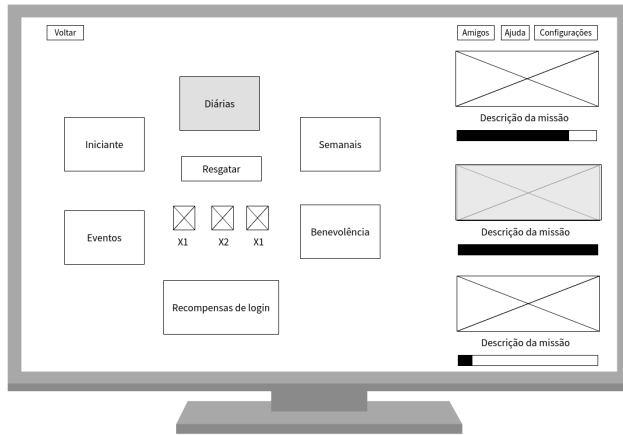 Voltar
Amigos
Ajuda
Configurações
Diárias
Iniciante
Semanais
Resgatar
Eventos
X1
X2
X1
Benevolência
Recompensas de login
Descrição da missão
Descrição da missão
Descrição da missão